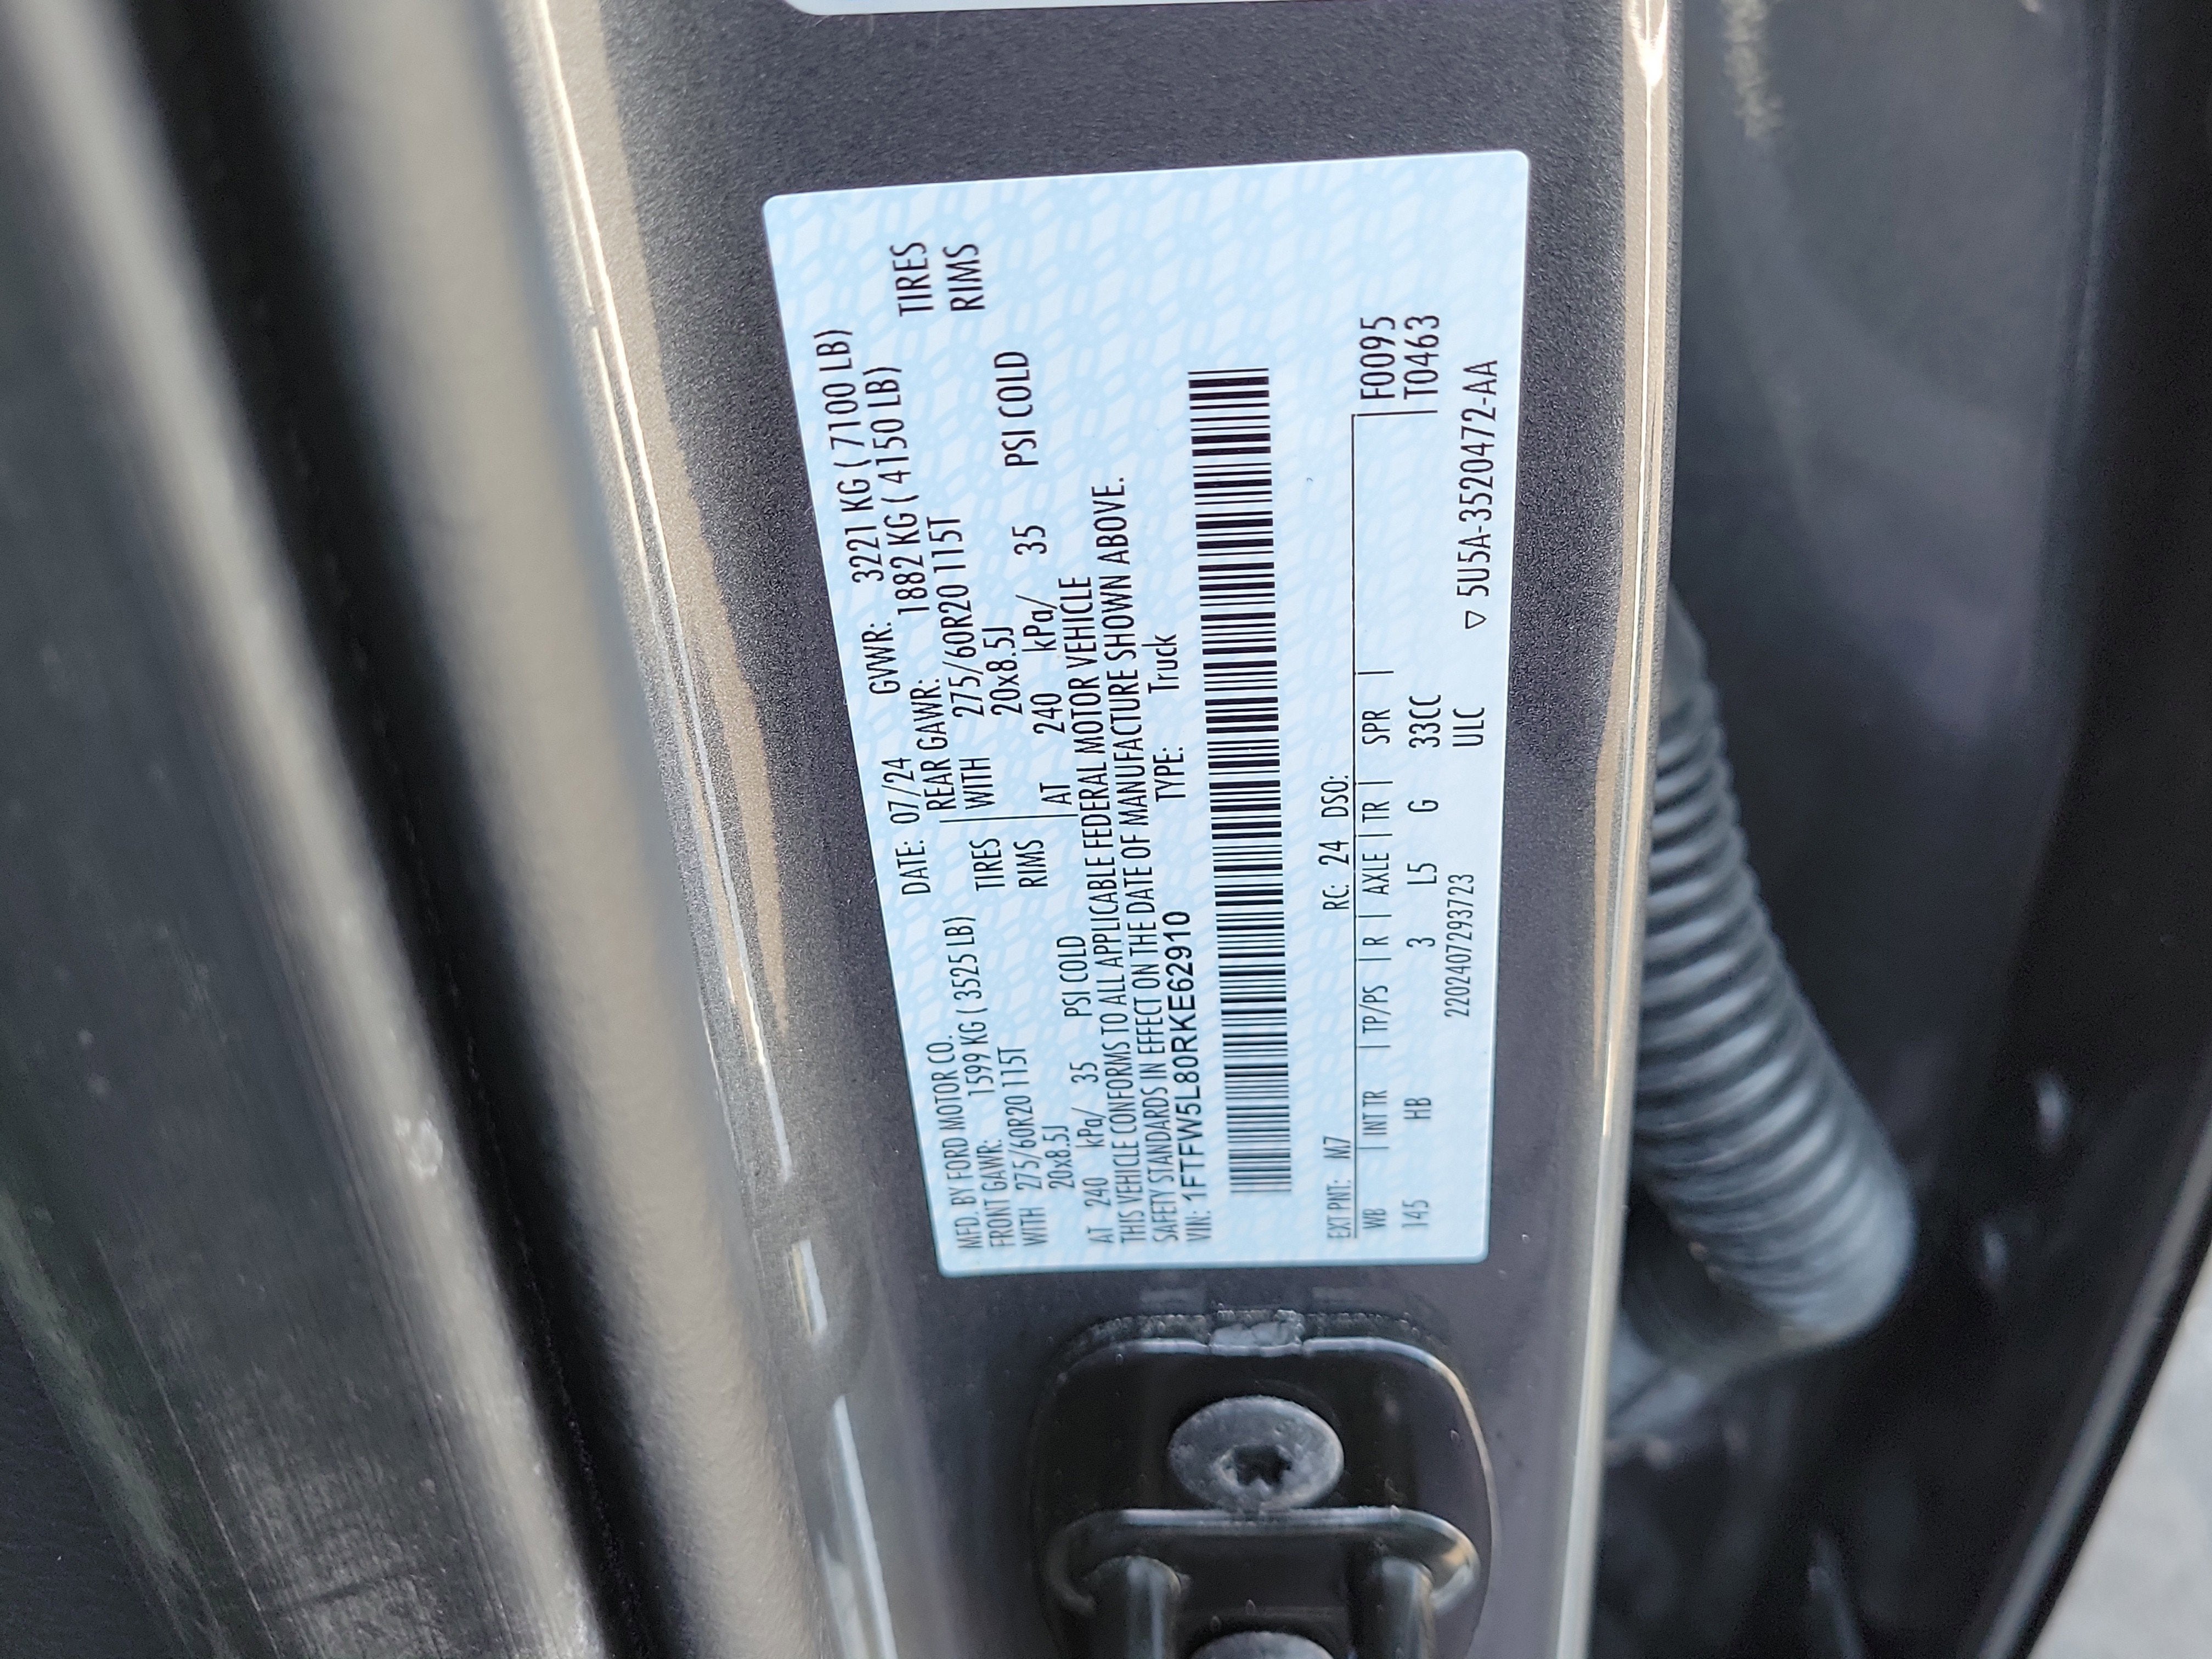 MFD. BY FORD MOTOR CO.
DATE: 07/24 GVWR: 3221 KG ( 7100 LB)
FRONT GAWR: 1599 KG ( 3525 LB) REAR GAWR: 1882 KG ( 4150 LB)
WITH 275/60R20 115T TIRES WITH 275/60R20 115T TIRES
20x8.5J RIMS 20x8.5J RIMS
AT 240 kPa/ 35 PSI COLD AT 240 kPa/ 35 PSI COLD
THIS VEHICLE CONFORMS TO ALL APPLICABLE FEDERAL MOTOR VEHICLE
SAFETY STANDARDS IN EFFECT ON THE DATE OF MANUFACTURE SHOWN ABOVE.
VIN: 1FTFW5L80RKE62910 TYPE: Truck
EXT PNT: M7 RC: 24 DSO:
WB | INT TR | TP/PS | R | AXLE | TR | SPR | F0095
145 HB 3 L5 G 33CC T0463
ULC
2202407293723 ▽ 5U5A-3520472-AA